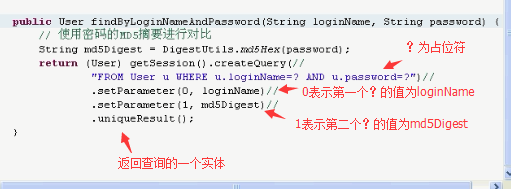 public User findByLoginNameAndPassword(String loginName, String password) {
// 使用密码的MD5摘要进行对比
String md5Digest = DigestUtils.md5Hex(password);
return (User) getSession().createQuery(//
？为占位符
"FROM User u WHERE u.loginName=? AND u.password=?")//
.setParameter(0, loginName)//
0表示第一个？的值为loginName
.setParameter(1, md5Digest)//
1表示第二个？的值为md5Digest
.uniqueResult();
}
返回查询的一个实体